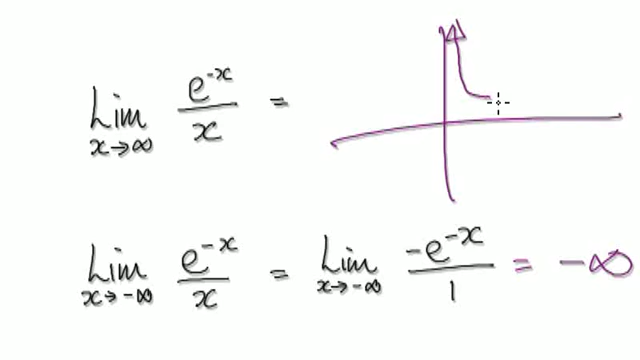 Lim x→∞ e^-x / x =
Lim x→-∞ e^-x / x = Lim x→-∞ -e^-x / 1 = -∞